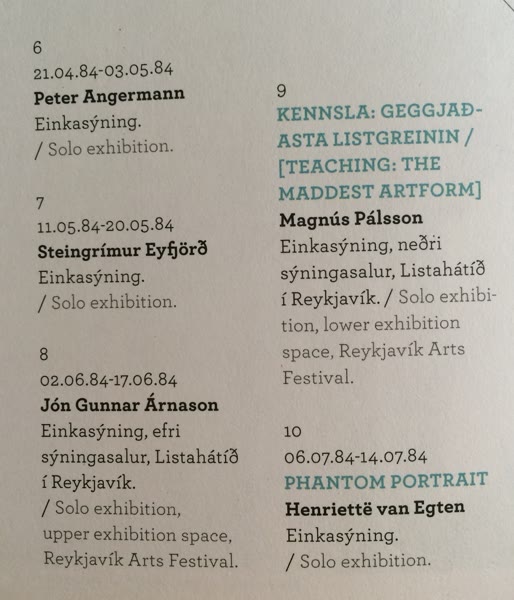 6
21.04.84-03.05.84
Peter Angermann
Einkasýning.
/ Solo exhibition.
7
11.05.84-20.05.84
Steingrímur Eyfjörð
Einkasýning.
/ Solo exhibition.
8
02.06.84-17.06.84
Jón Gunnar Árnason
Einkasýning, efri
sýningasalur, Listahátíð
í Reykjavík.
/ Solo exhibition,
upper exhibition space,
Reykjavík Arts Festival.
9
KENNSLA: GEGGJAÐ-
ASTA LISTGREININ /
[TEACHING: THE
MADDEST ARTFORM]
Magnús Pálsson
Einkasýning, neðri
sýningasalur, Listahátíð
í Reykjavík. / Solo exhibi-
tion, lower exhibition
space, Reykjavík Arts
Festival.
10
06.07.84-14.07.84
PHANTOM PORTRAIT
Henriettë van Egten
Einkasýning.
/ Solo exhibition.